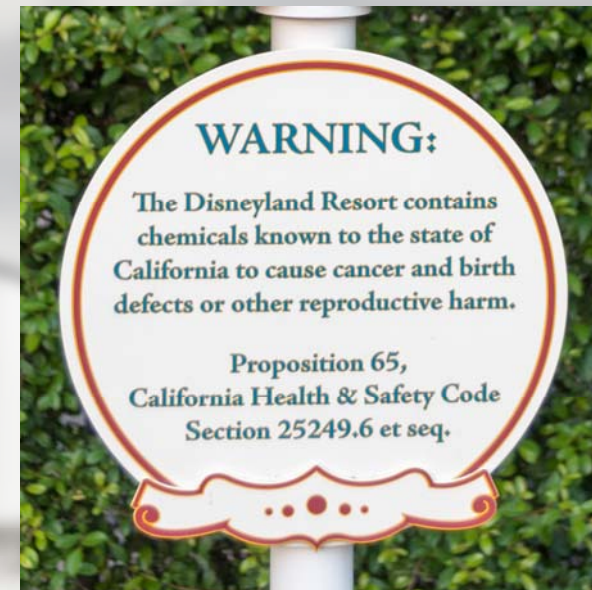 WARNING:
The Disneyland Resort contains
chemicals known to the state of
California to cause cancer and birth
defects or other reproductive harm.
Proposition 65,
California Health & Safety Code
Section 25249.6 et seq.